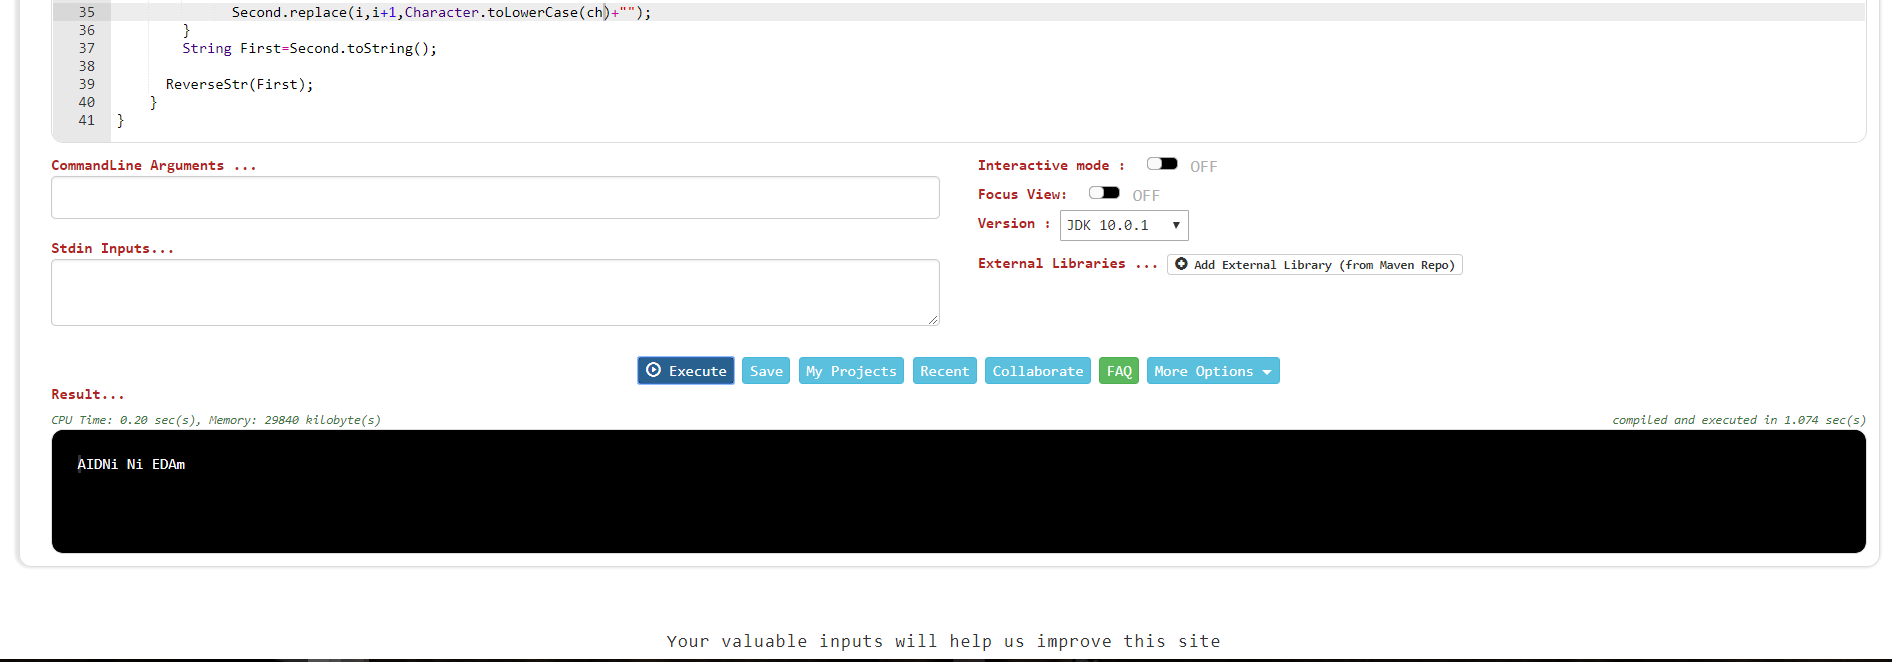 35 Second.replace(i,i+1,Character.toLowerCase(ch)+"");
36 }
37 String First=Second.toString();
38
39 ReverseStr(First);
40 }
41 }
CommandLine Arguments ...
Interactive mode : OFF
Focus View: OFF
Version : JDK 10.0.1 ▼
Stdin Inputs...
External Libraries ... Add External Library (from Maven Repo)
Execute Save My Projects Recent Collaborate FAQ More Options
Result...
CPU Time: 0.20 sec(s), Memory: 29840 kilobyte(s) compiled and executed in 1.074 sec(s)
AIDNi Ni EDAm
Your valuable inputs will help us improve this site